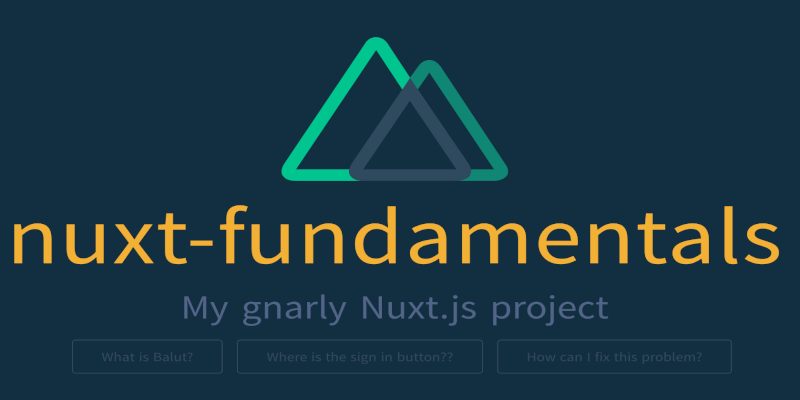 nuxt-fundamentals
My gnarly Nuxt.js project
What is Balut? Where is the sign in button?? How can I fix this problem?